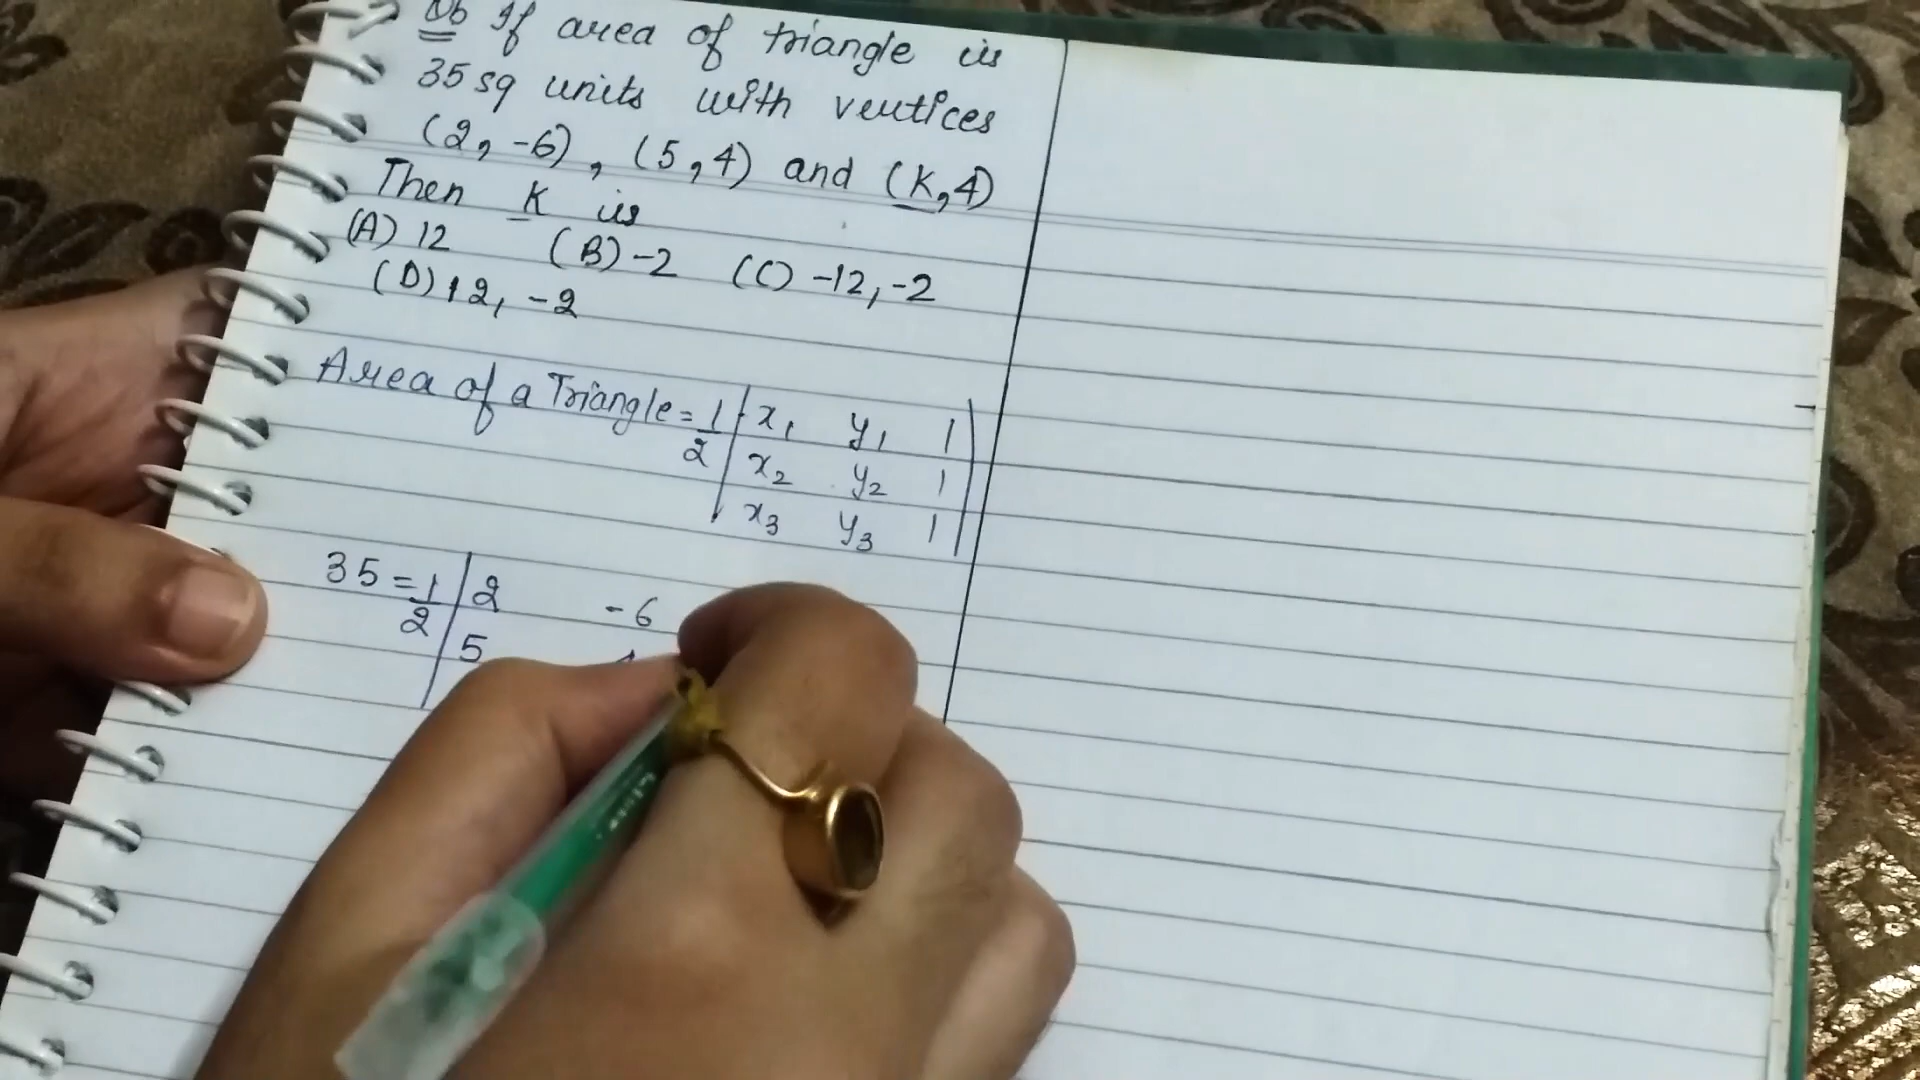 Q6 If area of triangle is
35 sq units with vertices
(2, -6), (5, 4) and (K, 4)
Then K is
(A) 12 (B) -2 (C) -12, -2
(D) 12, -2
Area of a Triangle = 1/2 | x₁ y₁ 1 |
| x₂ y₂ 1 |
| x₃ y₃ 1 |
35 = 1/2 | 2 -6
5